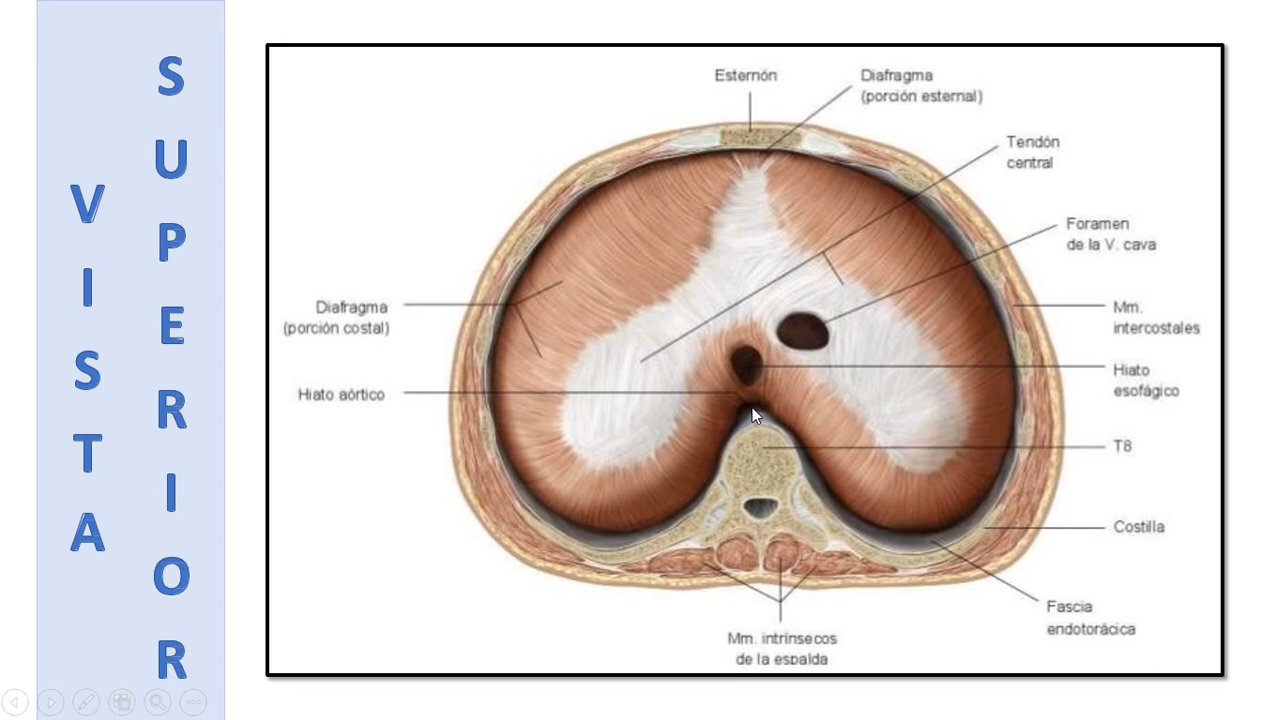 VISTA
SUPERIOR
Esternón
Diafragma
(porción esternal)
Tendón
central
Foramen
de la V. cava
Diafragma
(porción costal)
Mm.
intercostales
Hiato
esofágico
Hiato aórtico
T8
Costilla
Fascia
endotorácica
Mm. intrínsecos
de la espalda